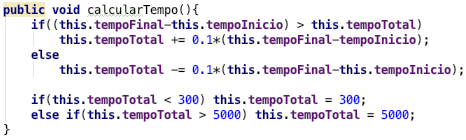 public void calcularTempo(){
    if((this.tempoFinal-this.tempoInicio) > this.tempoTotal)
        this.tempoTotal += 0.1*(this.tempoFinal-tempoInicio);
    else
        this.tempoTotal -= 0.1*(this.tempoFinal-this.tempoInicio);

    if(this.tempoTotal < 300) this.tempoTotal = 300;
    else if(this.tempoTotal > 5000) this.tempoTotal = 5000;
}